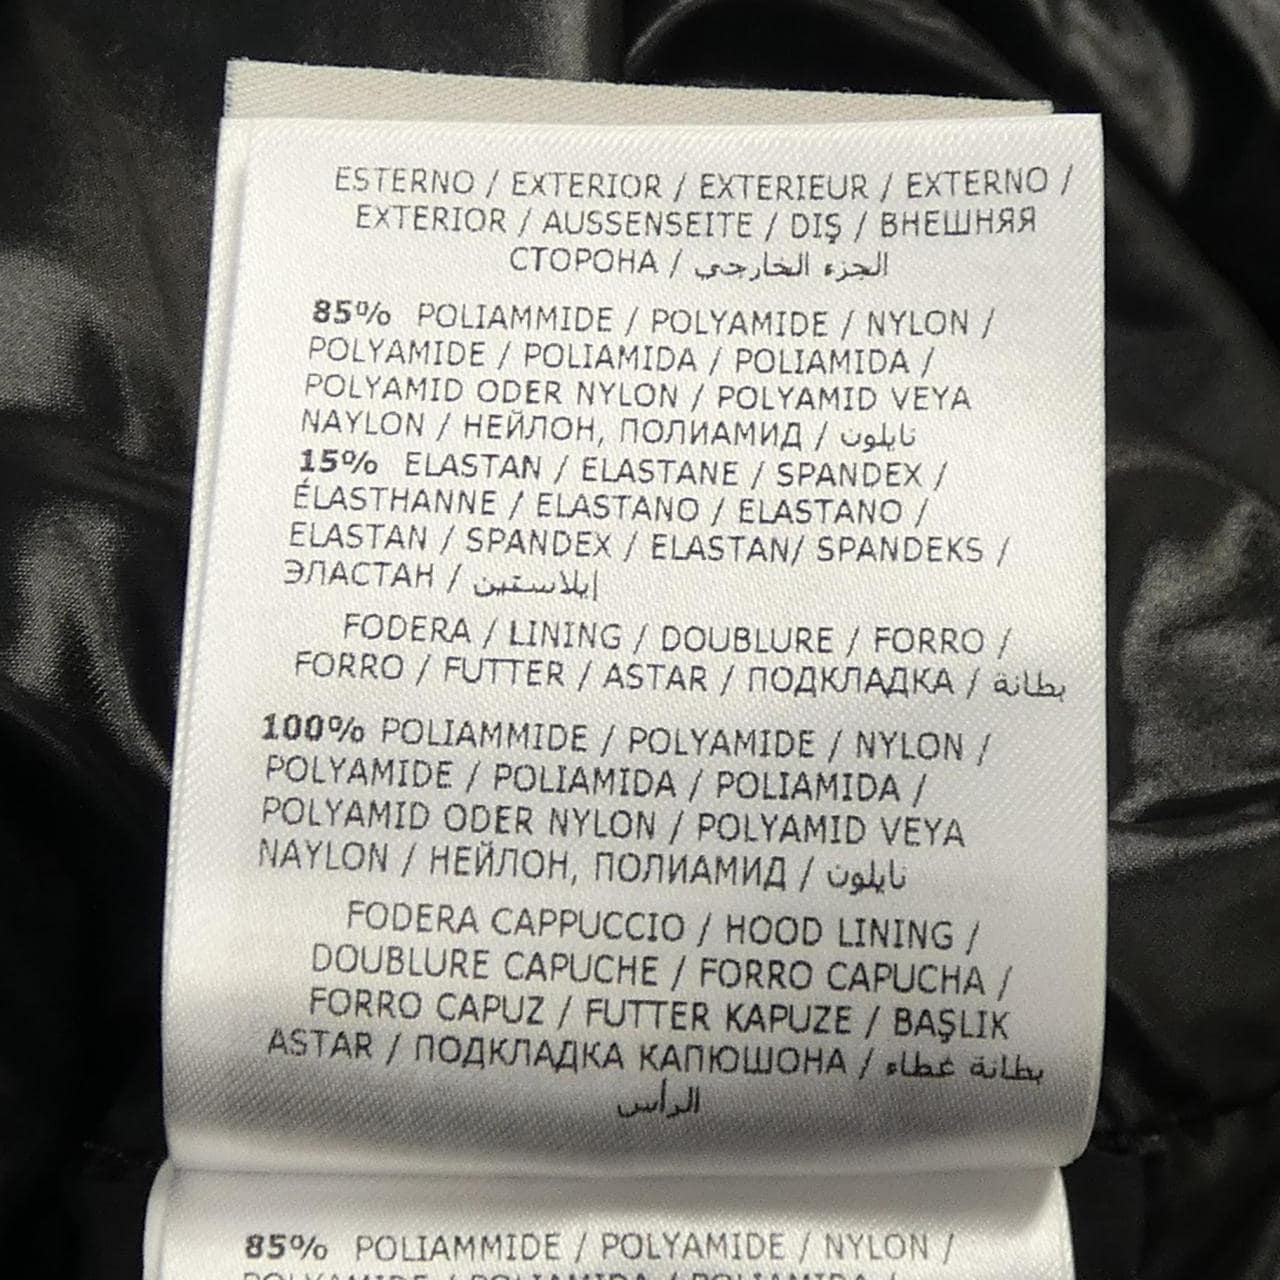 ESTERNO / EXTERIOR / EXTERIEUR / EXTERNO /
EXTERIOR / AUSSENSEITE / DIŞ / ВНЕШНЯЯ
СТОРОНА / الجزء الخارجي
85% POLIAMMIDE / POLYAMIDE / NYLON /
POLYAMIDE / POLIAMIDA / POLIAMIDA /
POLYAMID ODER NYLON / POLYAMID VEYA
NAYLON / НЕЙЛОН, ПОЛИАМИД / نايلون
15% ELASTAN / ELASTANE / SPANDEX /
ÉLASTHANNE / ELASTANO / ELASTANO /
ELASTAN / SPANDEX / ELASTAN/ SPANDEKS /
ЭЛАСТАН / إيلاستين
FODERA / LINING / DOUBLURE / FORRO /
FORRO / FUTTER / ASTAR / ПОДКЛАДКА / بطانة
100% POLIAMMIDE / POLYAMIDE / NYLON /
POLYAMIDE / POLIAMIDA / POLIAMIDA /
POLYAMID ODER NYLON / POLYAMID VEYA
NAYLON / НЕЙЛОН, ПОЛИАМИД / نايلون
FODERA CAPPUCCIO / HOOD LINING /
DOUBLURE CAPUCHE / FORRO CAPUCHA /
FORRO CAPUZ / FUTTER KAPUZE / BAŞLIK
ASTAR / ПОДКЛАДКА КАПЮШОНА / بطانة غطاء
الرأس
85% POLIAMMIDE / POLYAMIDE / NYLON /
POLYAMIDE / POLIAMIDA / POLIAMIDA /